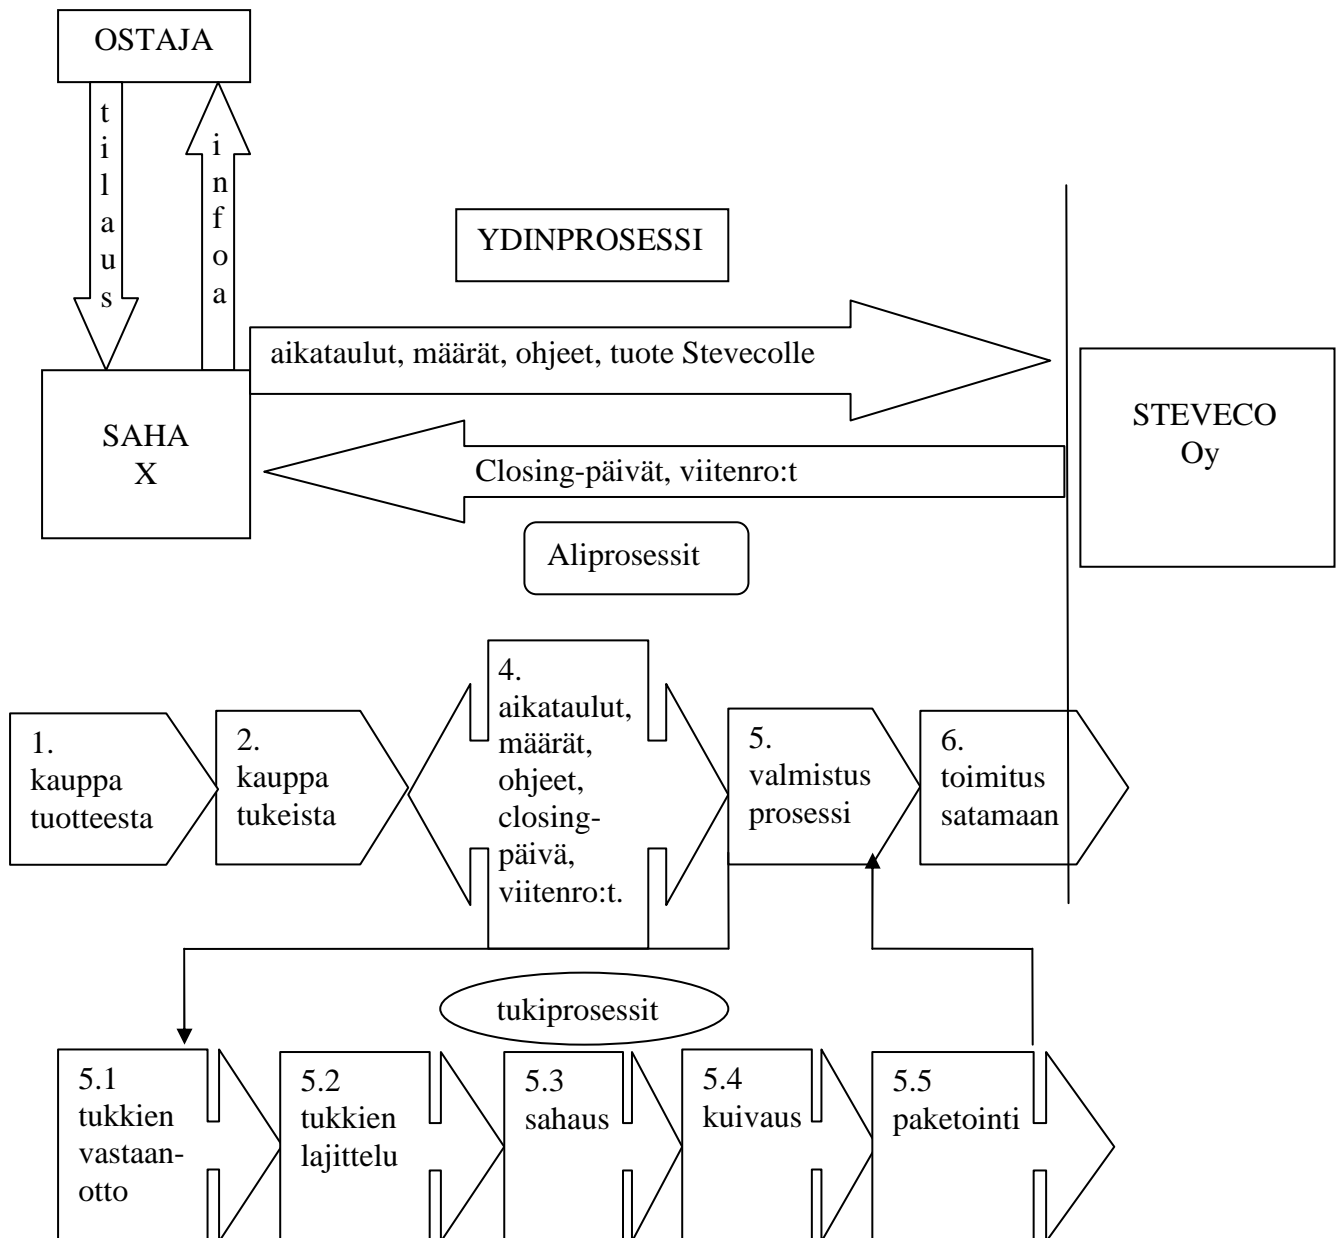 OSTAJA
tilaus
infoa
YDINPROSESSI
aikataulut, määrät, ohjeet, tuote Stevecolle
SAHA
X
STEVECO
Oy
Closing-päivät, viitenro:t
Aliprosessit
1.
kauppa
tuotteesta
2.
kauppa
tukeista
4.
aikataulut,
määrät,
ohjeet,
closing-
päivä,
viitenro:t.
5.
valmistus
prosessi
6.
toimitus
satamaan
tukiprosessit
5.1
tukkien
vastaan-
otto
5.2
tukkien
lajittelu
5.3
sahaus
5.4
kuivaus
5.5
paketointi